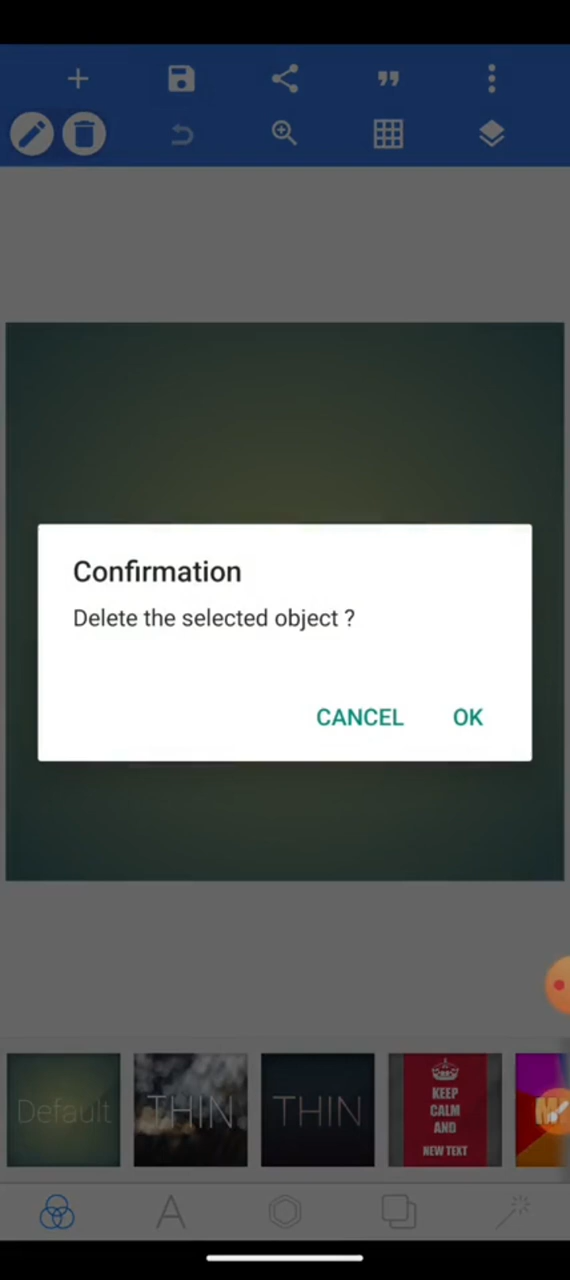 Confirmation
Delete the selected object ?
CANCEL OK
Default
THIN
THIN
KEEP
CALM
AND
NEW TEXT